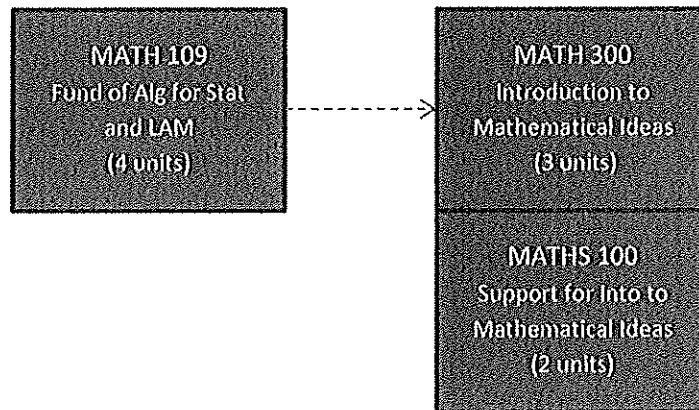 MATH 109
Fund of Alg for Stat
and LAM
(4 units)
MATH 300
Introduction to
Mathematical Ideas
(3 units)
MATHS 100
Support for Into to
Mathematical Ideas
(2 units)